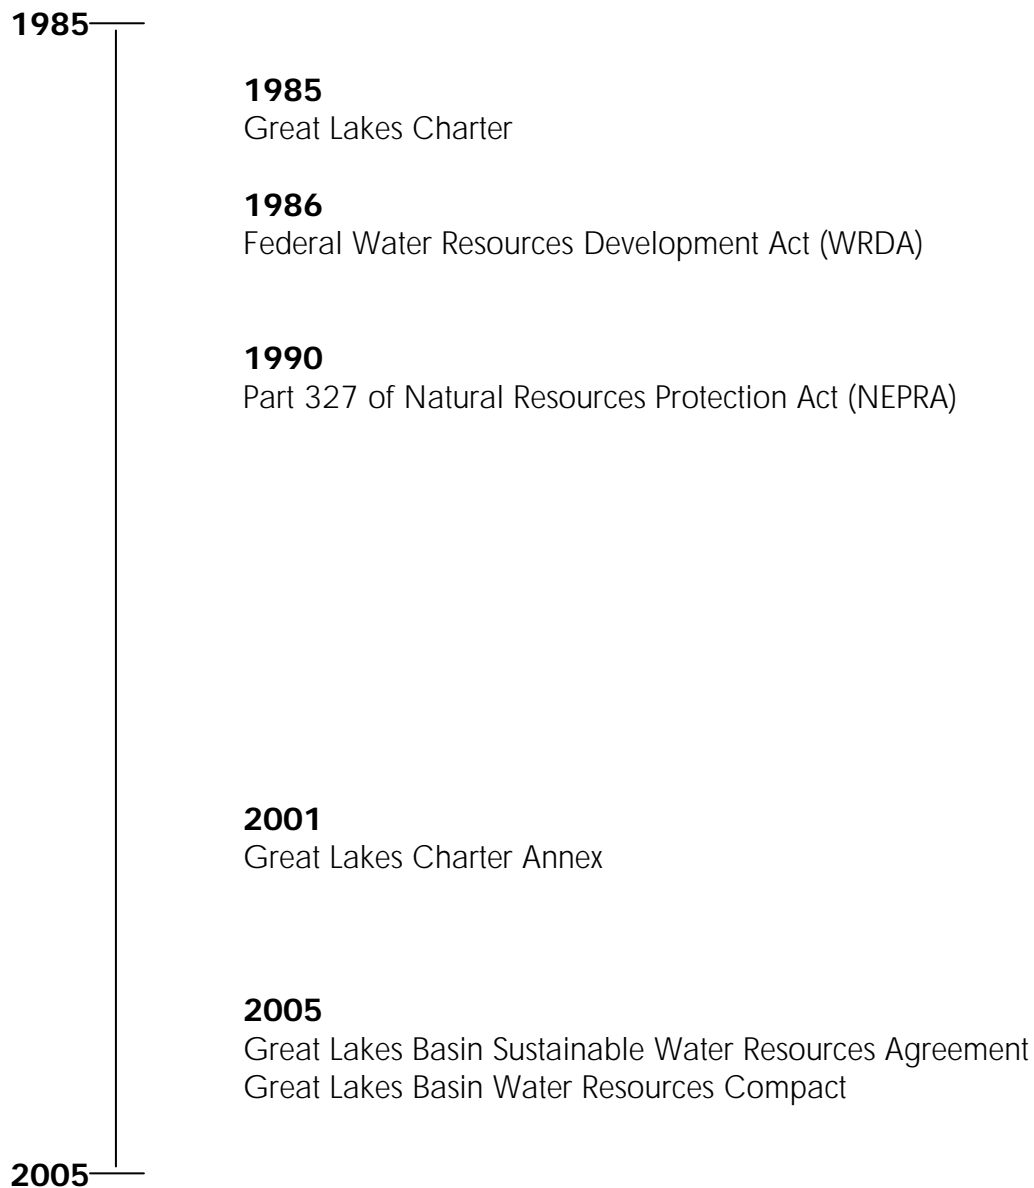 1985
1985
Great Lakes Charter
1986
Federal Water Resources Development Act (WRDA)
1990
Part 327 of Natural Resources Protection Act (NEPRA)
2001
Great Lakes Charter Annex
2005
Great Lakes Basin Sustainable Water Resources Agreement
Great Lakes Basin Water Resources Compact
2005